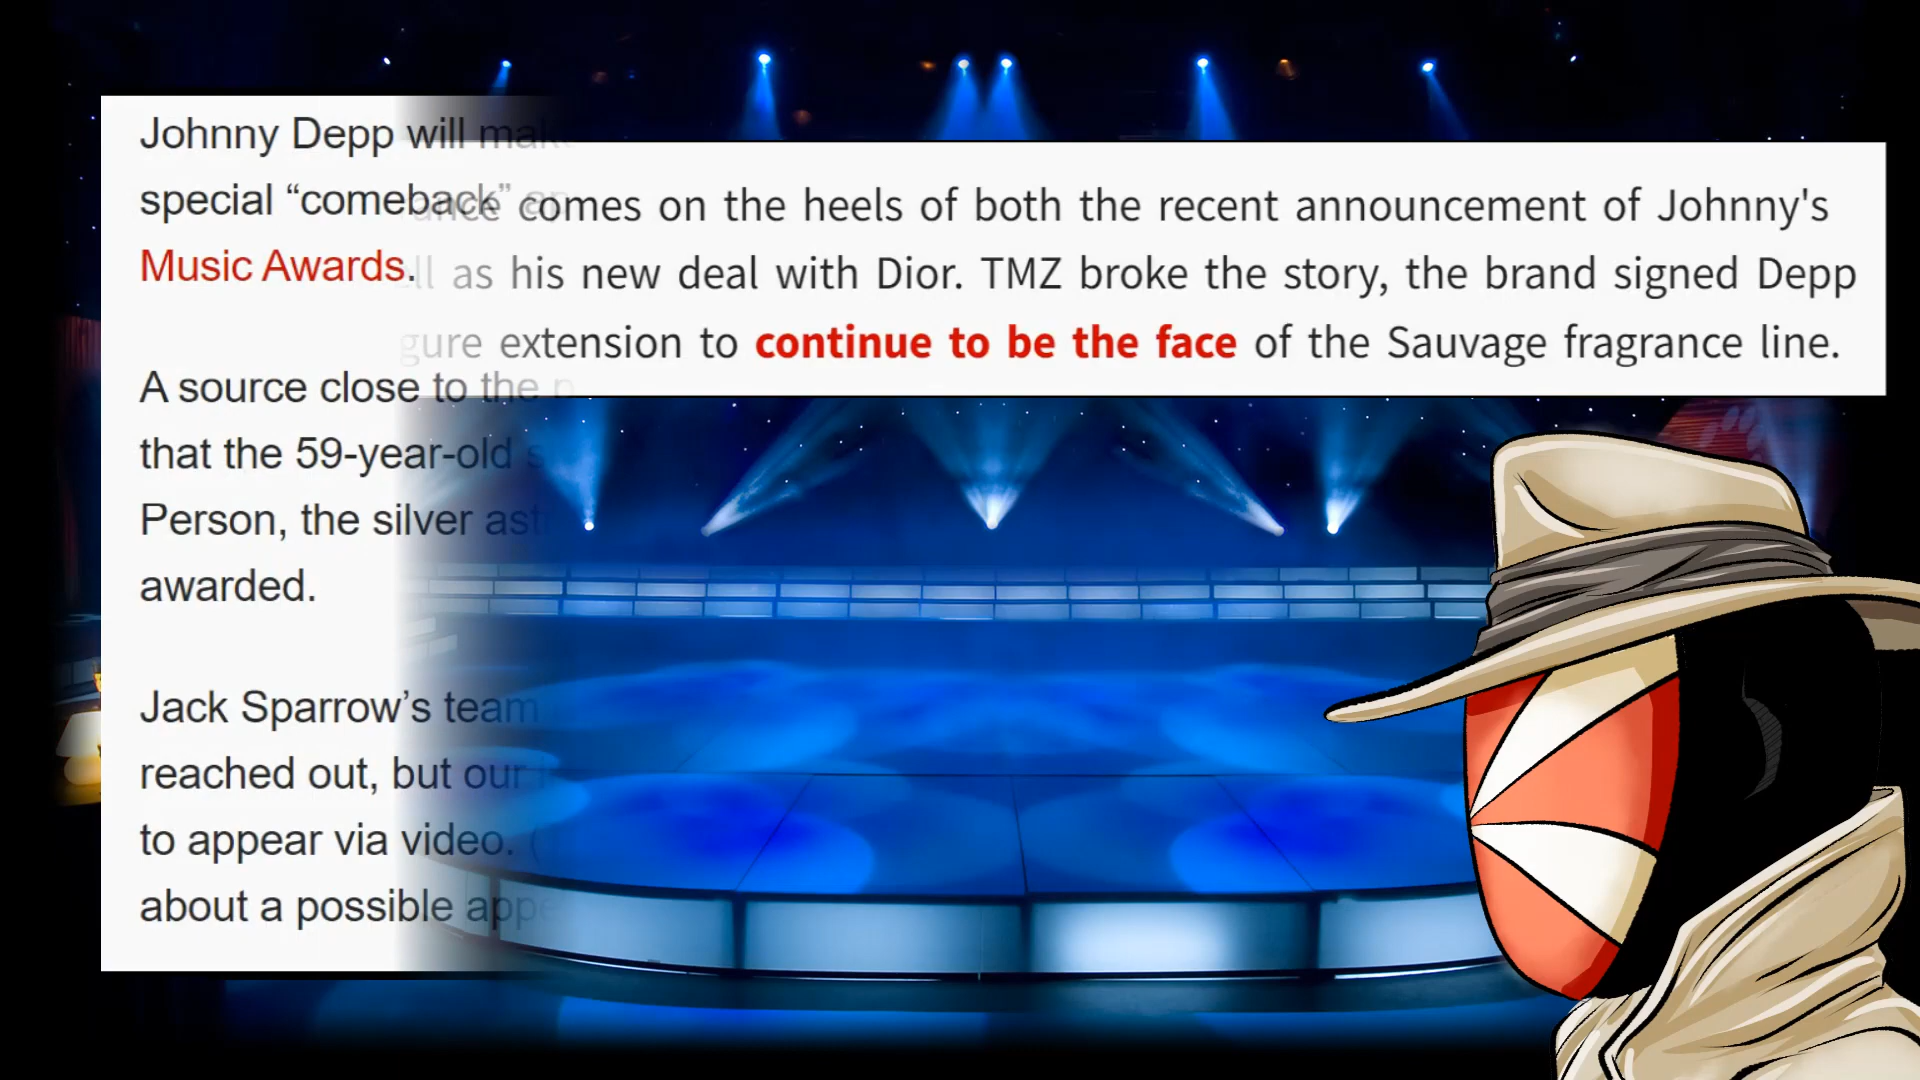 Johnny Depp will make
special “comeback”
Music Awards.
A source close to the
that the 59-year-old
Person, the silver
awarded.
Jack Sparrow’s team
reached out, but our
to appear via video.
about a possible
comes on the heels of both the recent announcement of Johnny's
as his new deal with Dior. TMZ broke the story, the brand signed Depp
extension to continue to be the face of the Sauvage fragrance line.